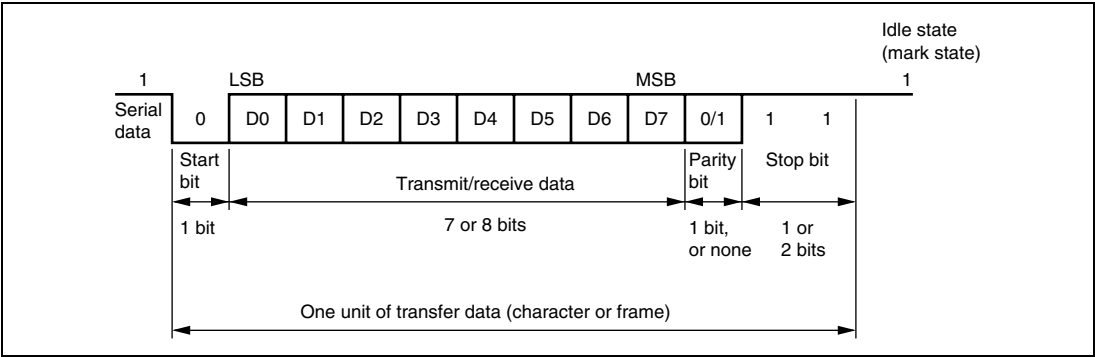 Idle state
(mark state)
1 LSB MSB 1
Serial
data
0 D0 D1 D2 D3 D4 D5 D6 D7 0/1 1 1
Start
bit
Transmit/receive data
Parity
bit
Stop bit
1 bit
7 or 8 bits
1 bit,
or none
1 or
2 bits
One unit of transfer data (character or frame)